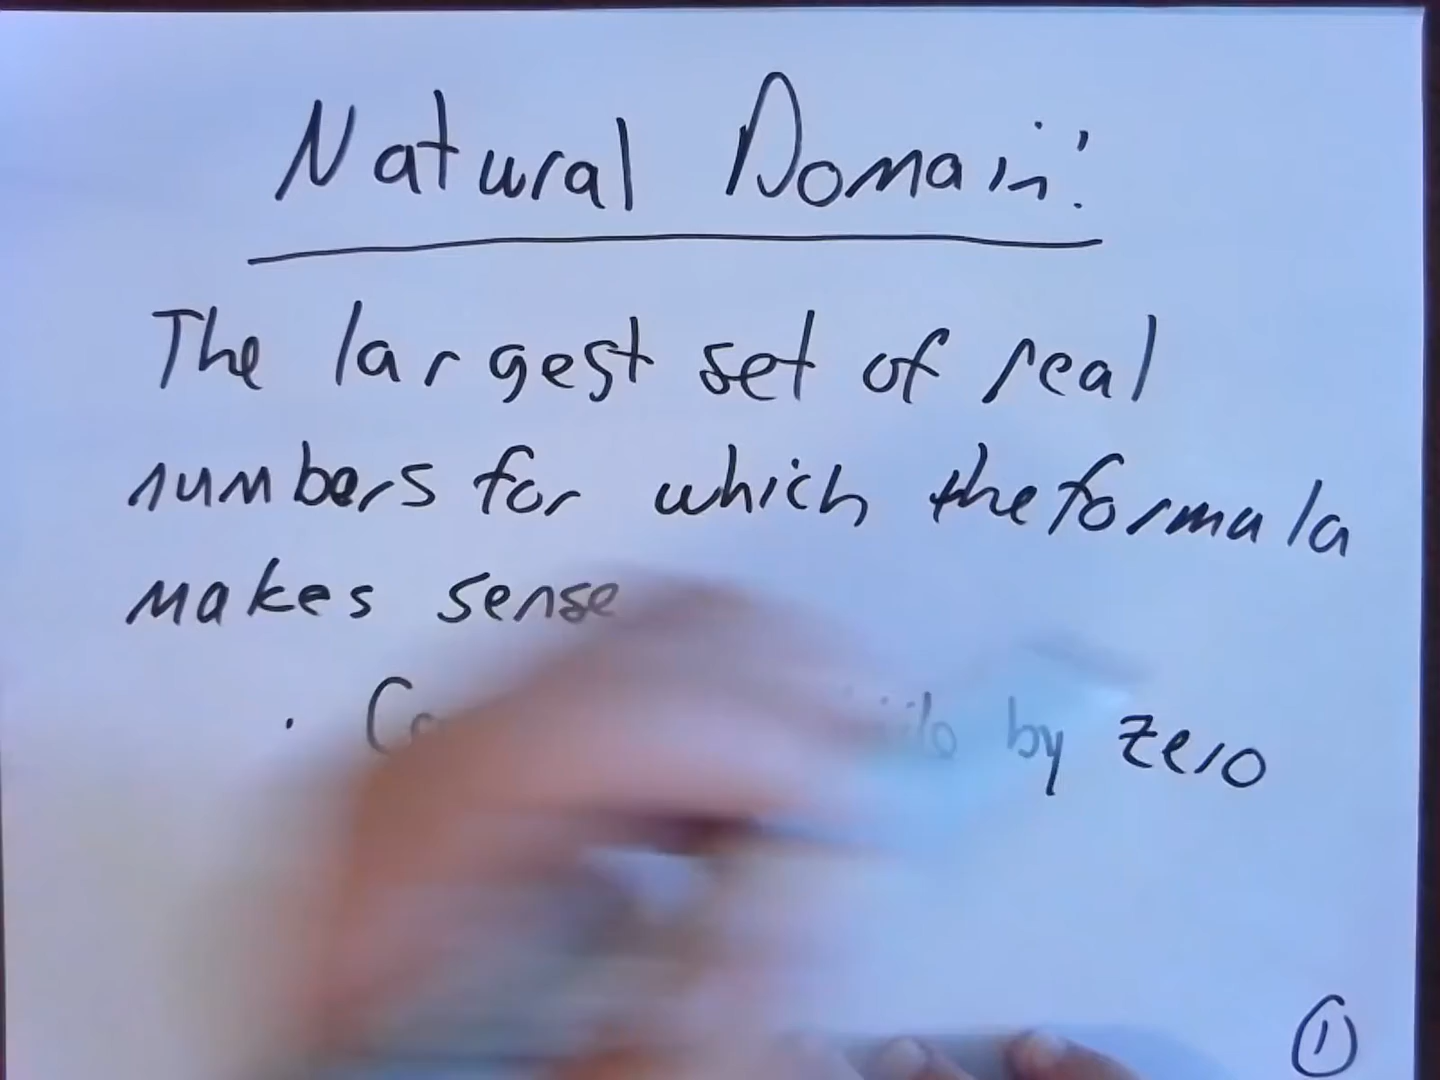 Natural Domain:
The largest set of real
numbers for which the formula
makes sense
· by zero
1